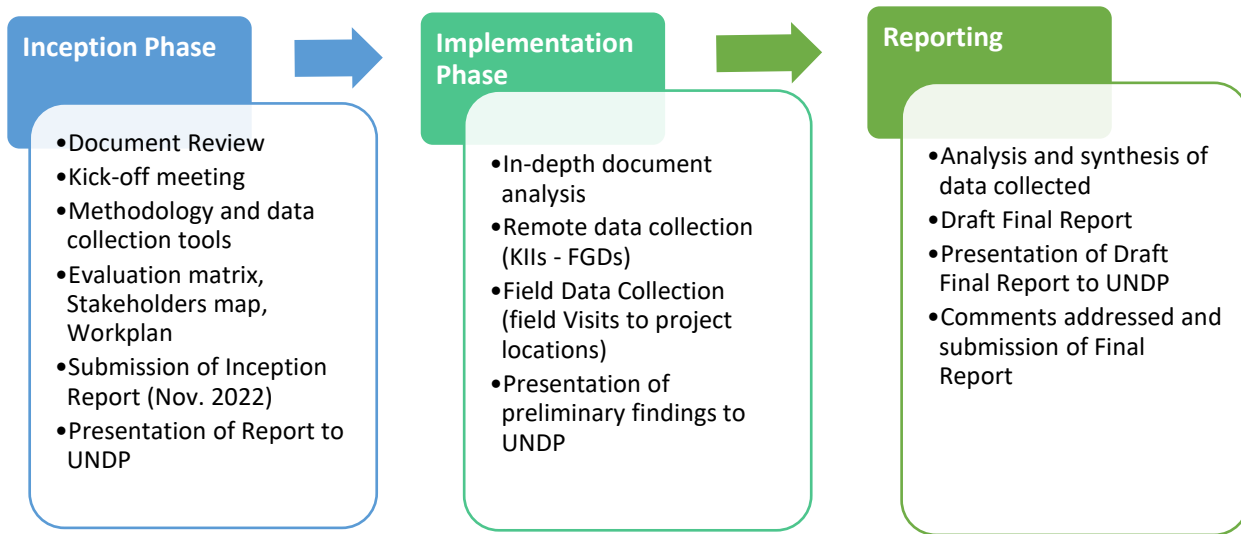 Inception Phase
•Document Review
•Kick-off meeting
•Methodology and data
collection tools
•Evaluation matrix,
Stakeholders map,
Workplan
•Submission of Inception
Report (Nov. 2022)
•Presentation of Report to
UNDP
Implementation
Phase
•In-depth document
analysis
•Remote data collection
(KIIs - FGDs)
•Field Data Collection
(field Visits to project
locations)
•Presentation of
preliminary findings to
UNDP
Reporting
•Analysis and synthesis of
data collected
•Draft Final Report
•Presentation of Draft
Final Report to UNDP
•Comments addressed and
submission of Final
Report